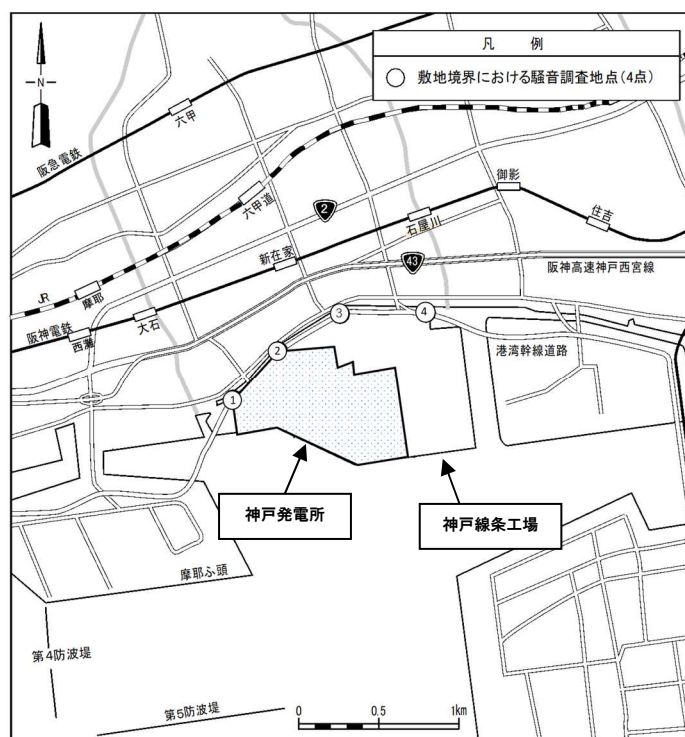 凡 例
敷地境界における騒音調査地点(4点)
N
六甲
阪急電鉄
御影
六甲道
2
住吉
石屋川
新在家
43
阪神高速神戸西宮線
JR
摩耶
大石
阪神電鉄
西灘
3
4
港湾幹線道路
2
1
神戸発電所
神戸線条工場
摩耶ふ頭
第4防波堤
第5防波堤
0 0.5 1km